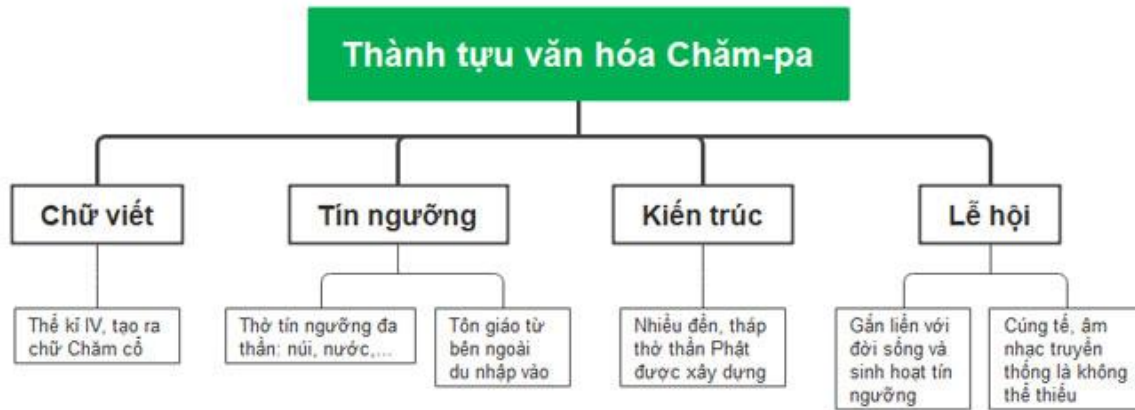 Thành tựu văn hóa Chăm-pa
Chữ viết
Tín ngưỡng
Kiến trúc
Lễ hội
Thế kỉ IV, tạo ra
chữ Chăm cổ
Thờ tín ngưỡng đa
thần: núi, nước,...
Tôn giáo từ
bên ngoài
du nhập vào
Nhiều đền, tháp
thờ thần Phật
được xây dựng
Gắn liền với
đời sống và
sinh hoạt tín
ngưỡng
Cúng tế, âm
nhạc truyền
thống là không
thể thiếu